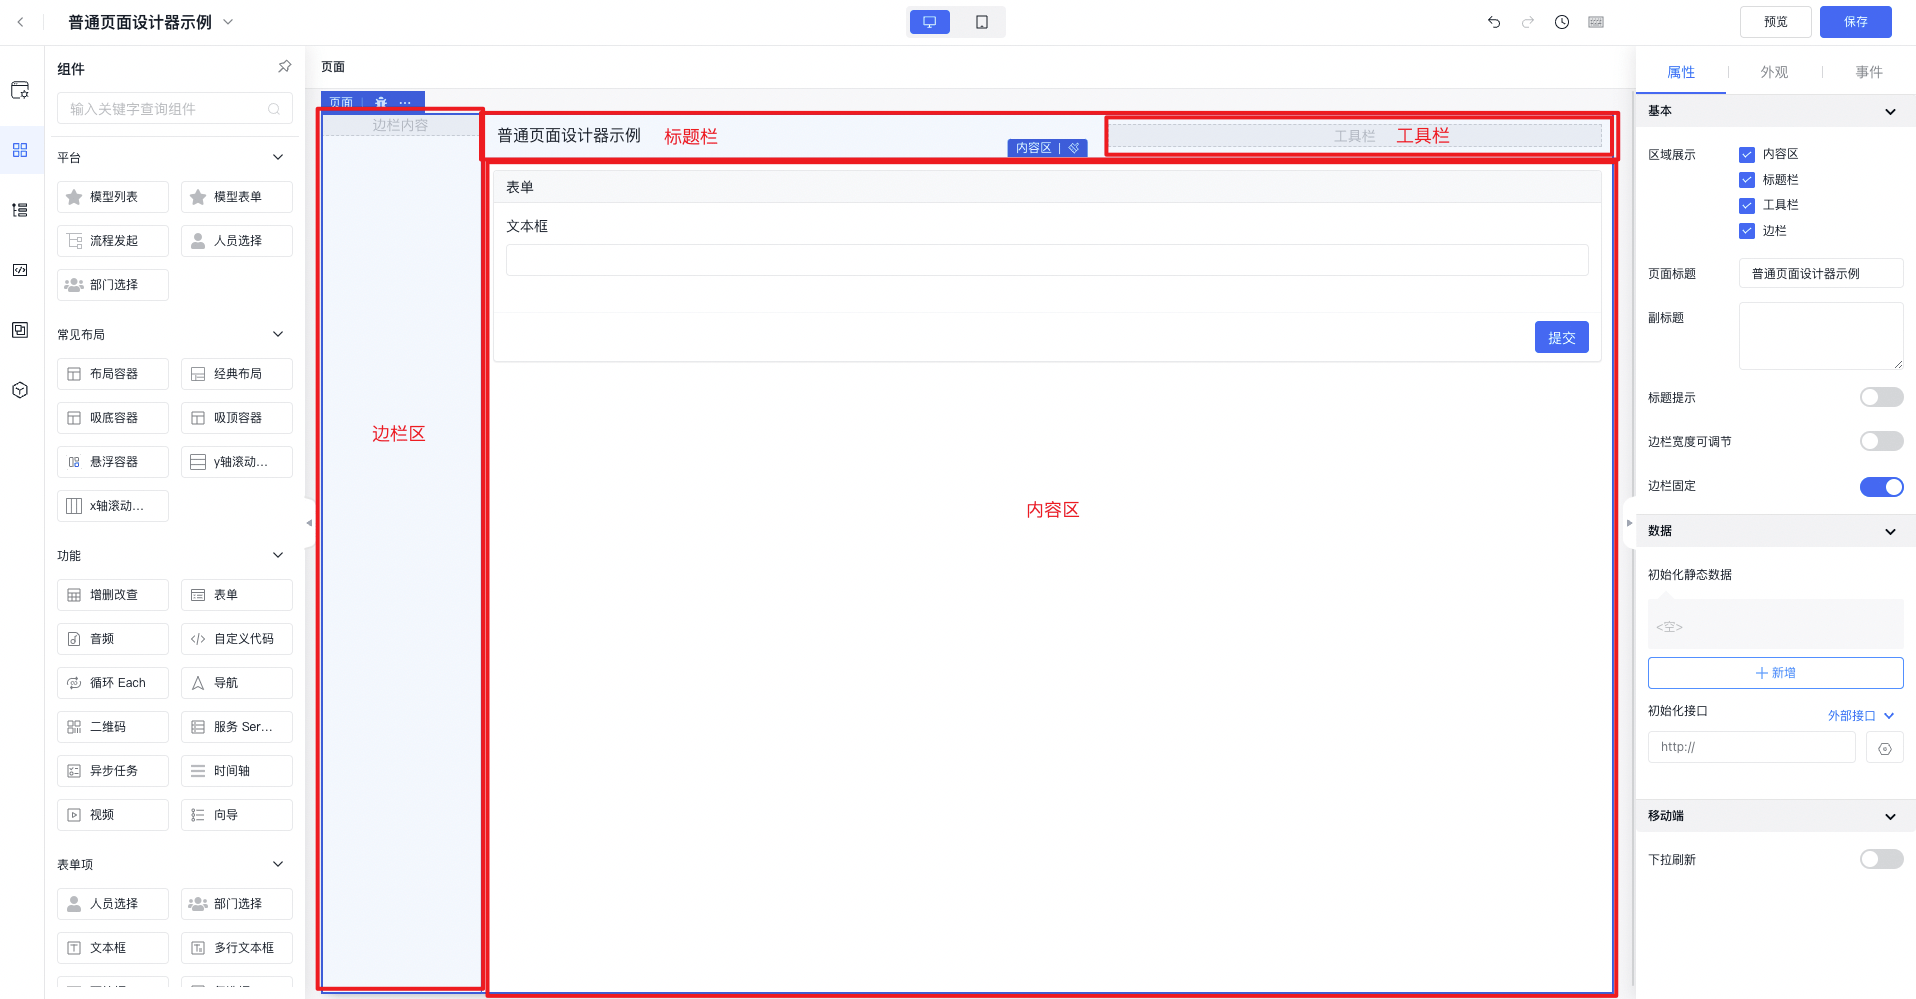 普通页面设计器示例
预览
保存
组件
输入关键字查询组件
平台
模型列表
模型表单
流程发起
人员选择
部门选择
常见布局
布局容器
经典布局
吸底容器
吸顶容器
悬浮容器
y轴滚动...
x轴滚动...
功能
增删改查
表单
音频
自定义代码
循环 Each
导航
二维码
服务 Ser...
异步任务
时间轴
视频
向导
表单项
人员选择
部门选择
文本框
多行文本框
页面
页面
边栏内容
普通页面设计器示例
标题栏
内容区
工具栏
工具栏
表单
文本框
提交
边栏区
内容区
属性
外观
事件
基本
区域展示
内容区
标题栏
工具栏
边栏
页面标题
普通页面设计器示例
副标题
标题提示
边栏宽度可调节
边栏固定
数据
初始化静态数据
<空>
新增
初始化接口
外部接口
http://
移动端
下拉刷新